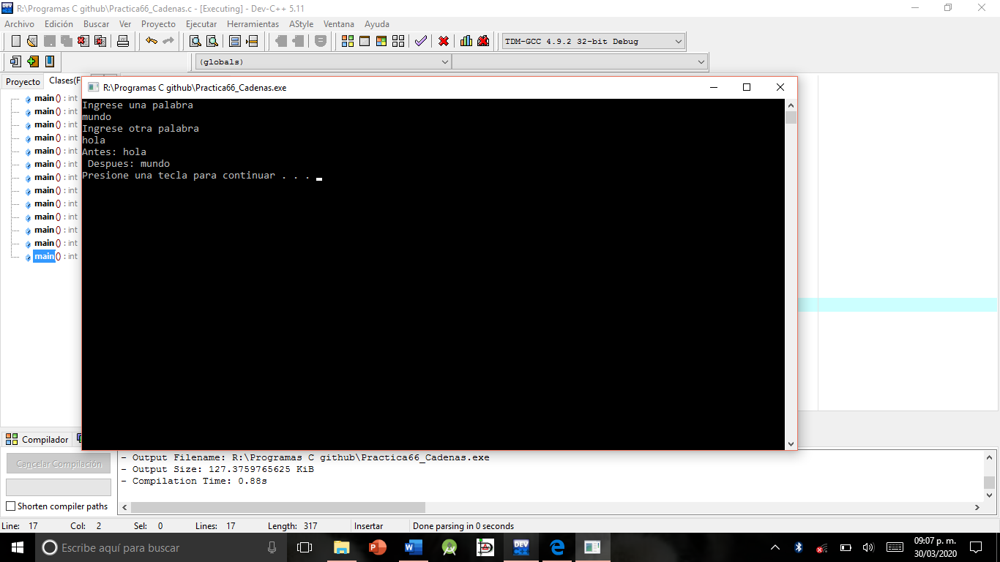 R:\Programas C github\Practica66_Cadenas.c - [Executing] - Dev-C++ 5.11
Archivo Edición Buscar Ver Proyecto Ejecutar Herramientas AStyle Ventana Ayuda
TDM-GCC 4.9.2 32-bit Debug
(globals)
Proyecto Clases(F
R:\Programas C github\Practica66_Cadenas.exe
main () : int
main () : int
main () : int
main () : int
main () : int
main () : int
main () : int
main () : int
main () : int
main () : int
main () : int
main () : int
main () : int
Ingrese una palabra
mundo
Ingrese otra palabra
hola
Antes: hola
Despues: mundo
Presione una tecla para continuar . . .
Compilador
Cancelar Compilación
Shorten compiler paths
- Output Filename: R:\Programas C github\Practica66_Cadenas.exe
- Output Size: 127.3759765625 KiB
- Compilation Time: 0.88s
Line: 17 Col: 2 Sel: 0 Lines: 17 Length: 317 Insertar Done parsing in 0 seconds
Escribe aquí para buscar
DEV
09:07 p. m.
30/03/2020